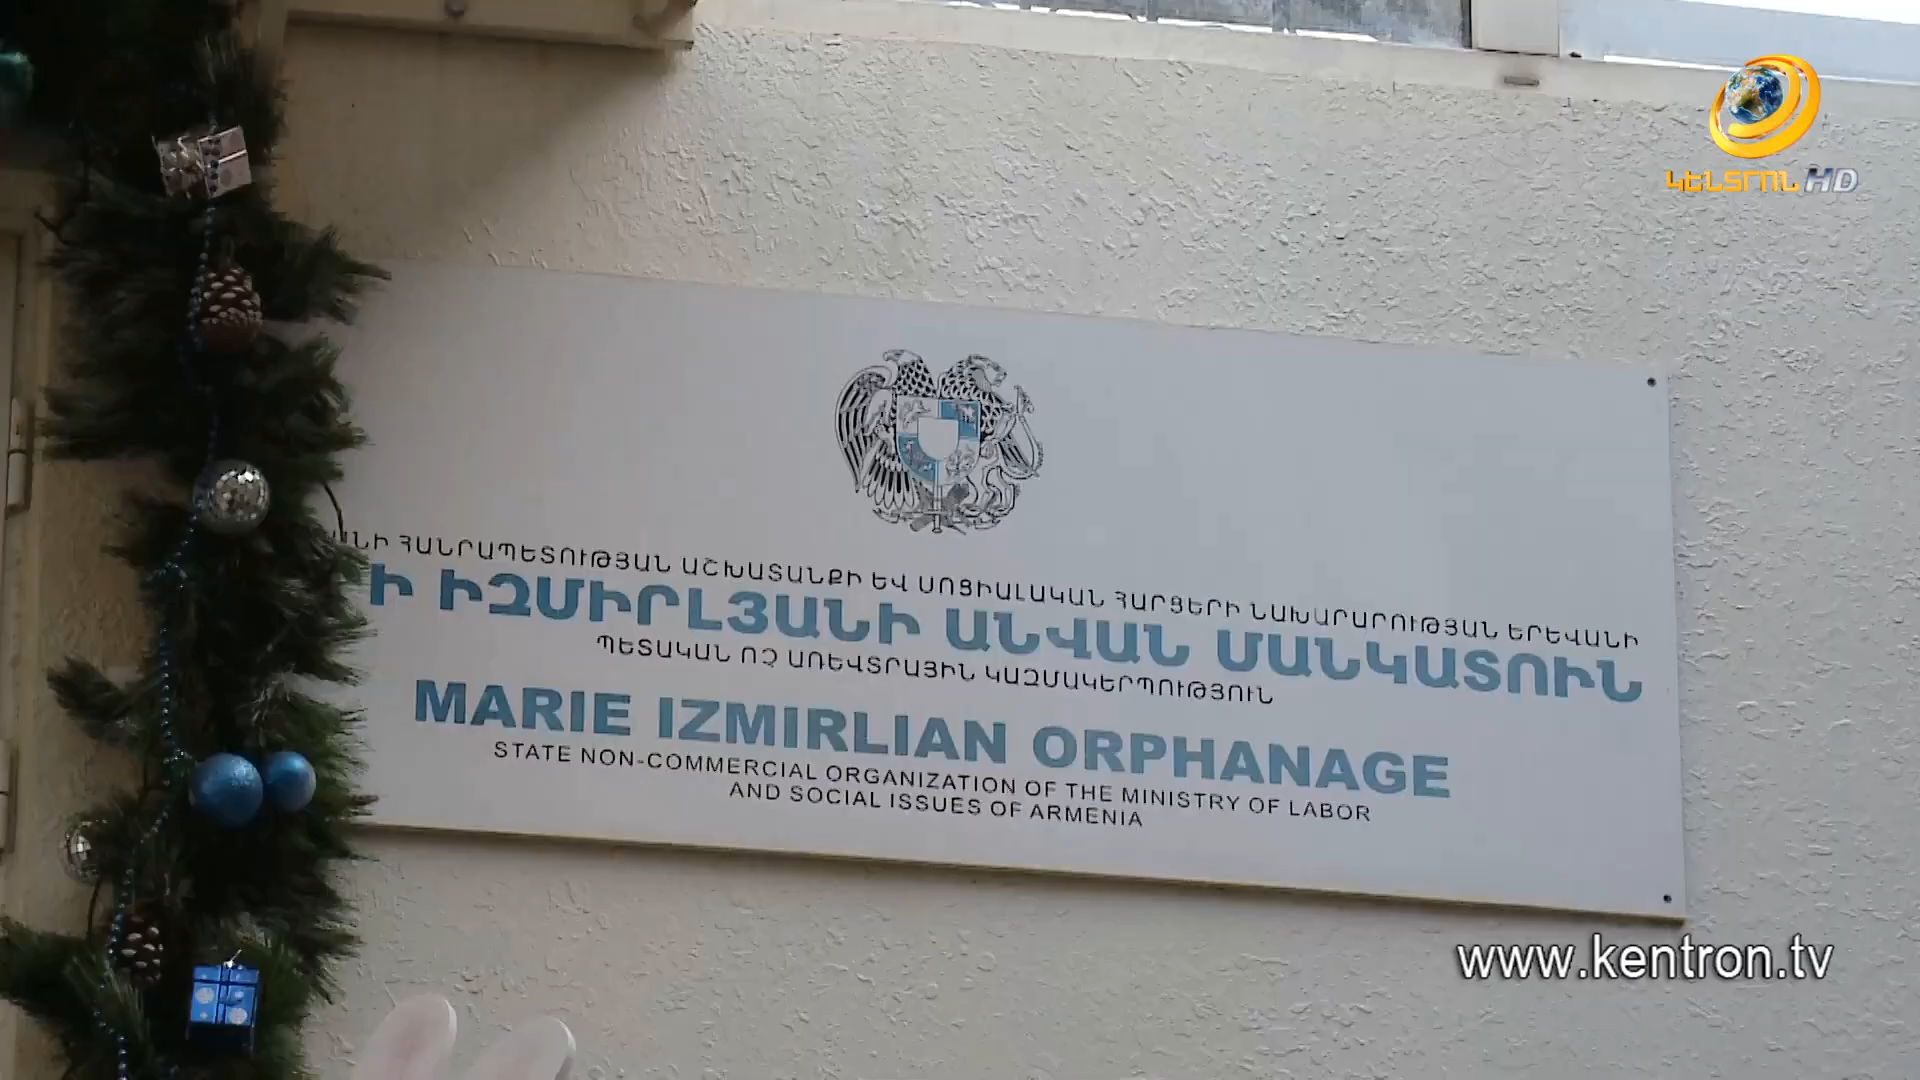 ԿԵՆՏՐՈՆ HD
ՀԱՆՐԱՊԵՏՈՒԹՅԱՆ ԱՇԽԱՏԱՆՔԻ ԵՎ ՍՈՑԻԱԼԱԿԱՆ ՀԱՐՑԵՐԻ ՆԱԽԱՐԱՐՈՒԹՅԱՆ ԵՐԵՎԱՆԻ
Ի ԻԶՄԻՐԼՅԱՆԻ ԱՆՎԱՆ ՄԱՆԿԱՏՈՒՆ
ՊԵՏԱԿԱՆ ՈՉ ԱՌԵՎՏՐԱՅԻՆ ԿԱԶՄԱԿԵՐՊՈՒԹՅՈՒՆ
MARIE IZMIRLIAN ORPHANAGE
STATE NON-COMMERCIAL ORGANIZATION OF THE MINISTRY OF LABOR
AND SOCIAL ISSUES OF ARMENIA
www.kentron.tv